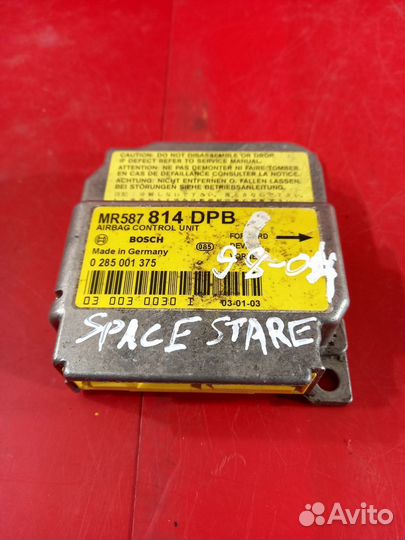 CAUTION: DO NOT DISASSEMBLE OR DROP.
IF DEFECT REFER TO SERVICE MANUAL.
ATTENTION: NE PAS DEMONTER NI FAIRE TOMBER.
EN CAS DE DEFAILLANCE CONSULTER LA NOTICE.
ACHTUNG: NICHT ENTFERNEN O. FALLEN LASSEN.
BEI STÖRUNGEN SIEHE BETRIEBSANLEITUNG.
MR587 814 DPB
AIRBAG CONTROL UNIT
BOSCH
Made in Germany
0 285 001 375
085
98-04
03 003 0030 1
03-01-03
SPACE STARE
Avito